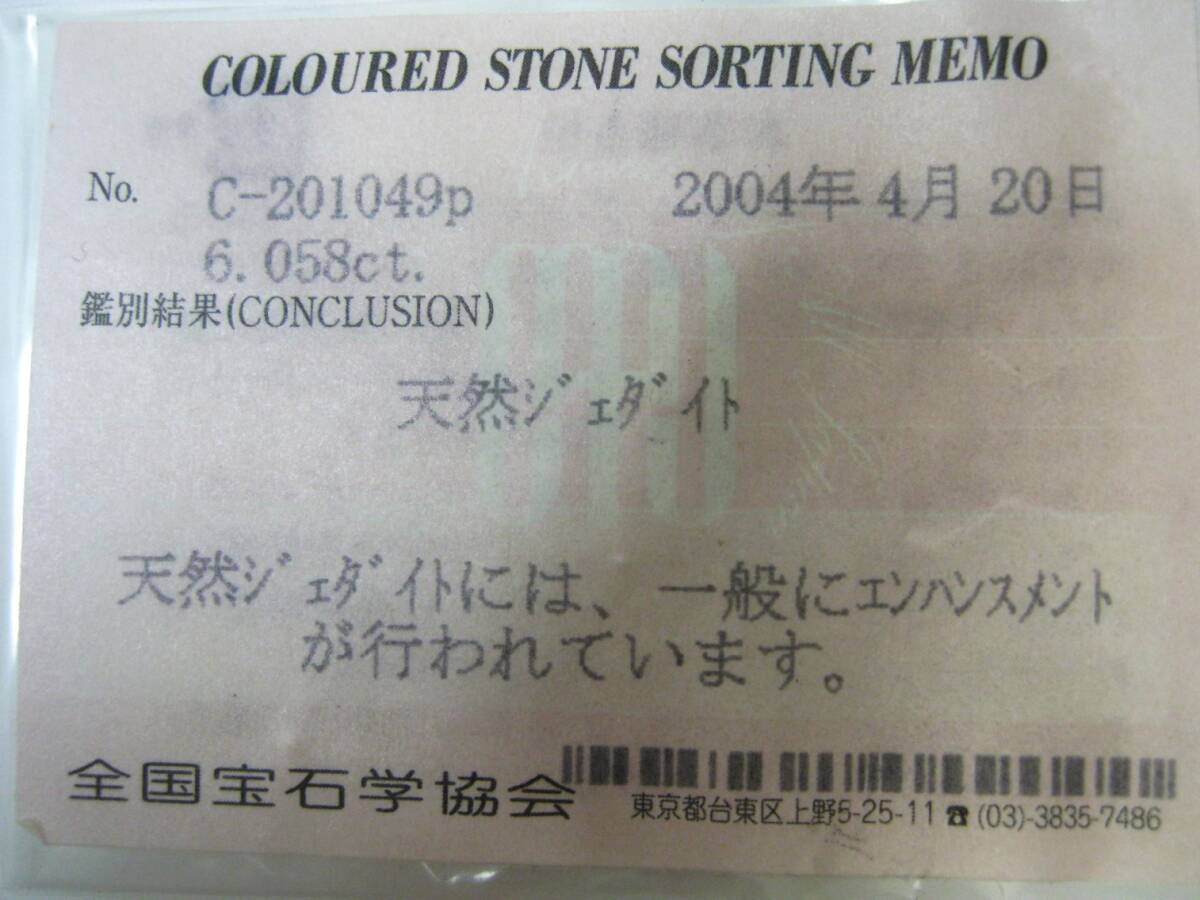 COLOURED STONE SORTING MEMO
No. C-201049p 2004年 4月 20日
6.058ct.
鑑別結果(CONCLUSION)
天然ｼﾞｪﾀﾞｲﾄ
天然ｼﾞｪﾀﾞｲﾄには、一般にｴﾝﾊﾝｽﾒﾝﾄ
が行われています。
全国宝石学協会
東京都台東区上野5-25-11 ☎ (03)-3835-7486